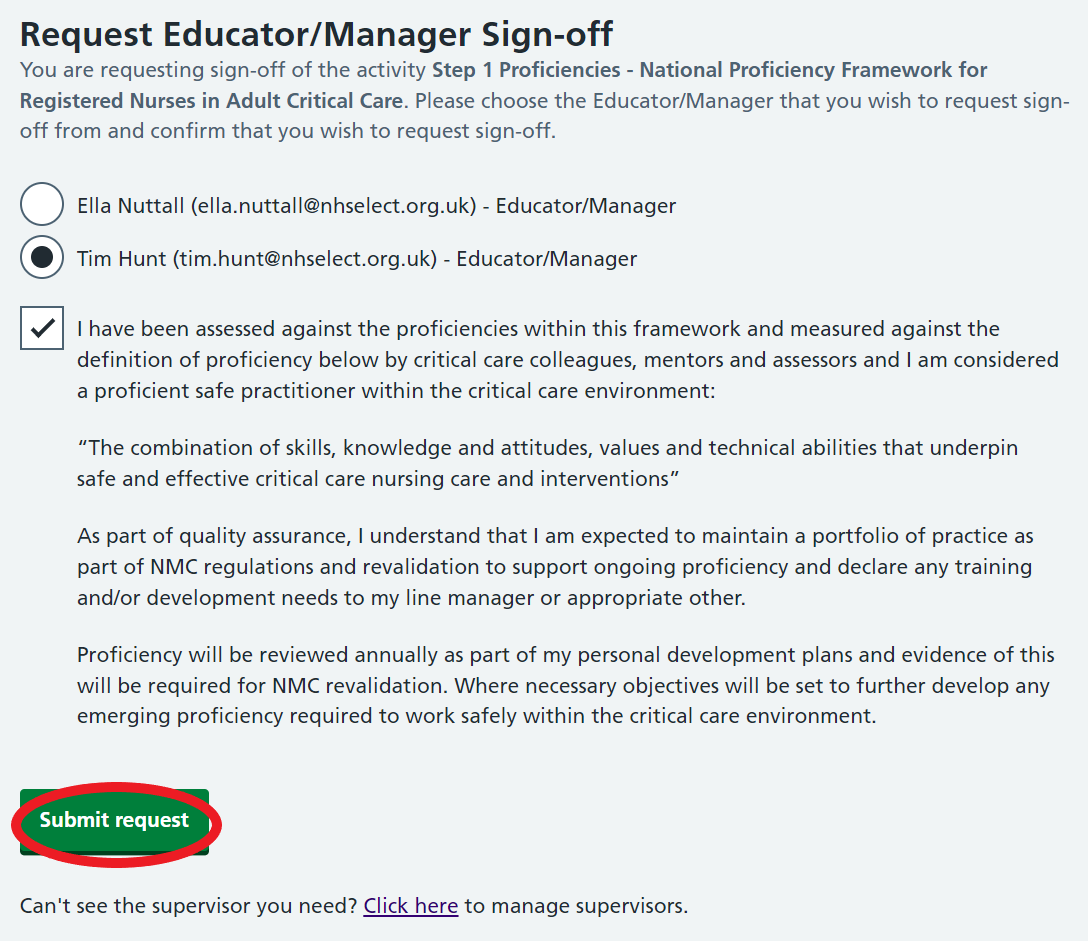 Request Educator/Manager Sign-off
You are requesting sign-off of the activity Step 1 Proficiencies - National Proficiency Framework for
Registered Nurses in Adult Critical Care. Please choose the Educator/Manager that you wish to request sign-
off from and confirm that you wish to request sign-off.
Ella Nuttall (ella.nuttall@nhselect.org.uk) - Educator/Manager
Tim Hunt (tim.hunt@nhselect.org.uk) - Educator/Manager
I have been assessed against the proficiencies within this framework and measured against the
definition of proficiency below by critical care colleagues, mentors and assessors and I am considered
a proficient safe practitioner within the critical care environment:
“The combination of skills, knowledge and attitudes, values and technical abilities that underpin
safe and effective critical care nursing care and interventions”
As part of quality assurance, I understand that I am expected to maintain a portfolio of practice as
part of NMC regulations and revalidation to support ongoing proficiency and declare any training
and/or development needs to my line manager or appropriate other.
Proficiency will be reviewed annually as part of my personal development plans and evidence of this
will be required for NMC revalidation. Where necessary objectives will be set to further develop any
emerging proficiency required to work safely within the critical care environment.
Submit request
Can't see the supervisor you need? Click here to manage supervisors.